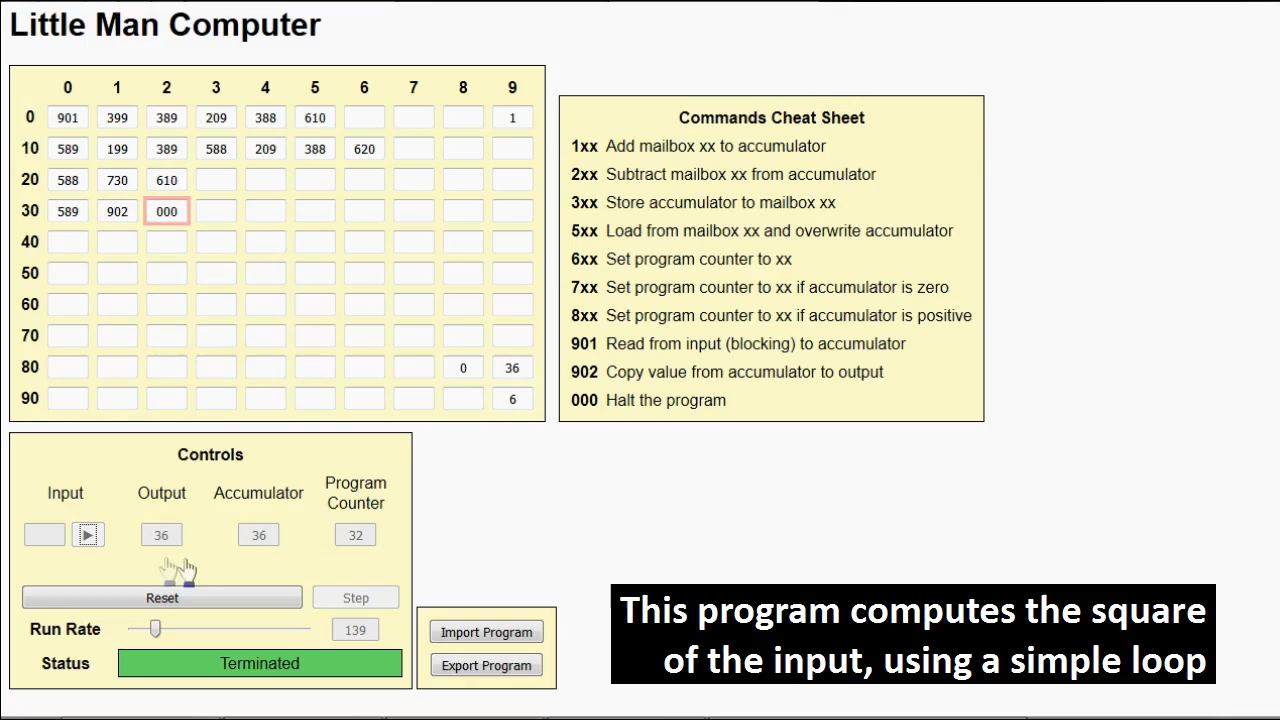 Little Man Computer
0 1 2 3 4 5 6 7 8 9
0 901 399 389 209 388 610 1
10 589 199 389 588 209 388 620
20 588 730 610
30 589 902 000
40
50
60
70
80 0 36
90 6
Commands Cheat Sheet
1xx Add mailbox xx to accumulator
2xx Subtract mailbox xx from accumulator
3xx Store accumulator to mailbox xx
5xx Load from mailbox xx and overwrite accumulator
6xx Set program counter to xx
7xx Set program counter to xx if accumulator is zero
8xx Set program counter to xx if accumulator is positive
901 Read from input (blocking) to accumulator
902 Copy value from accumulator to output
000 Halt the program
Controls
Input Output Accumulator Program Counter
36 36 32
Reset Step
Run Rate 139
Status Terminated
Import Program
Export Program
This program computes the square
of the input, using a simple loop